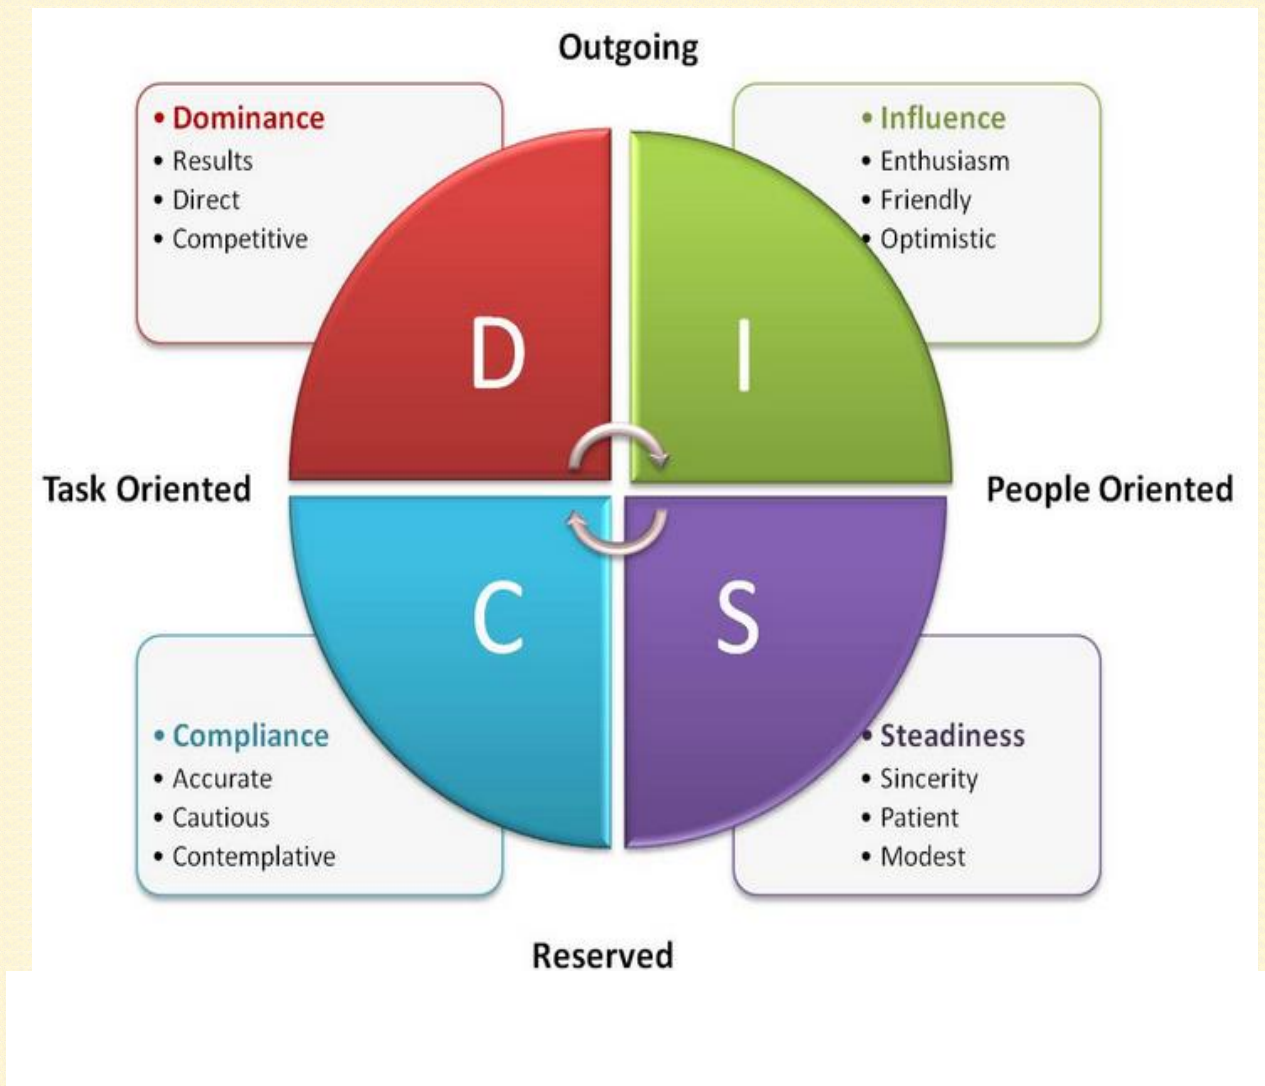 Outgoing
• Dominance
• Results
• Direct
• Competitive
• Influence
• Enthusiasm
• Friendly
• Optimistic
D
I
Task Oriented
People Oriented
C
S
• Compliance
• Accurate
• Cautious
• Contemplative
• Steadiness
• Sincerity
• Patient
• Modest
Reserved